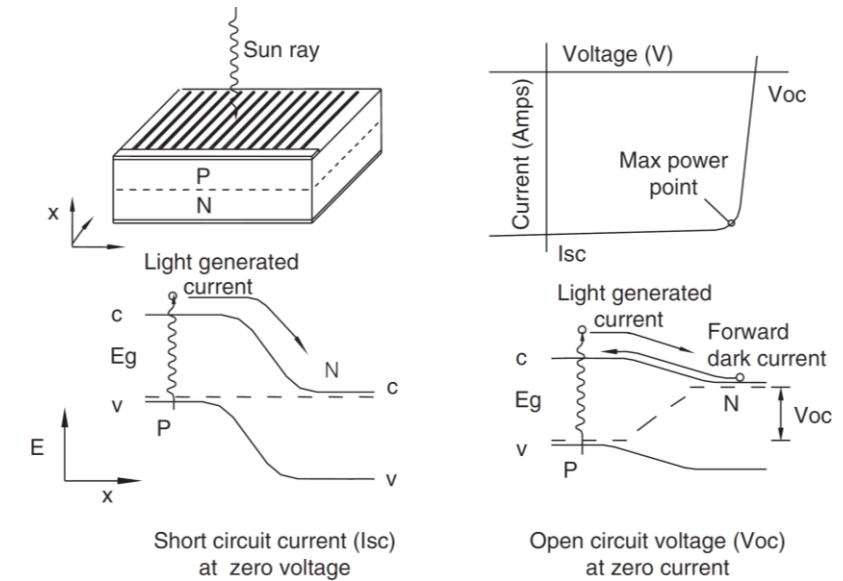 Sun ray
P
N
x
Voltage (V)
Current (Amps)
Voc
Max power
point
Isc
Light generated
current
c
Eg
v
P
N
c
v
E
x
Short circuit current (Isc)
at zero voltage
Light generated
current
Forward
dark current
c
Eg
v
P
N
Voc
Open circuit voltage (Voc)
at zero current